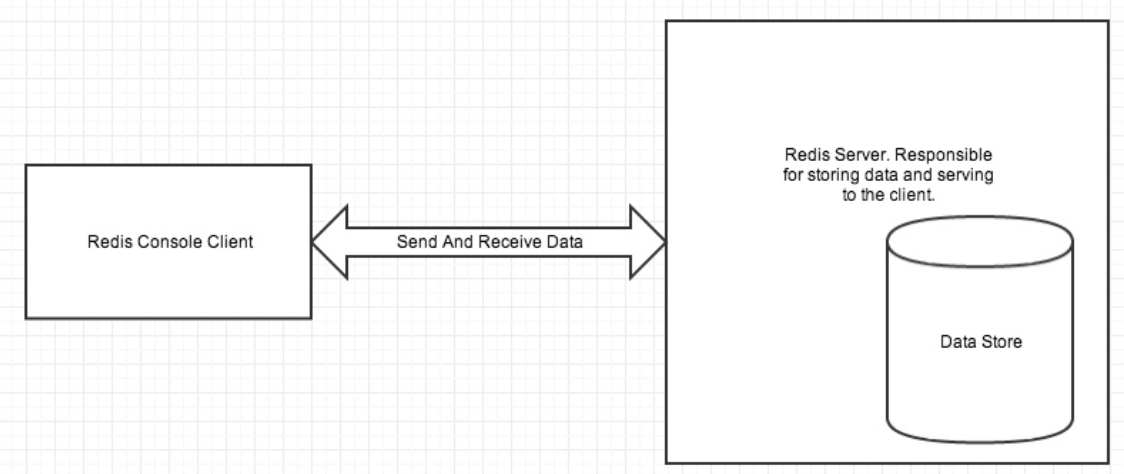 Redis Console Client
Send And Receive Data
Redis Server. Responsible
for storing data and serving
to the client.
Data Store